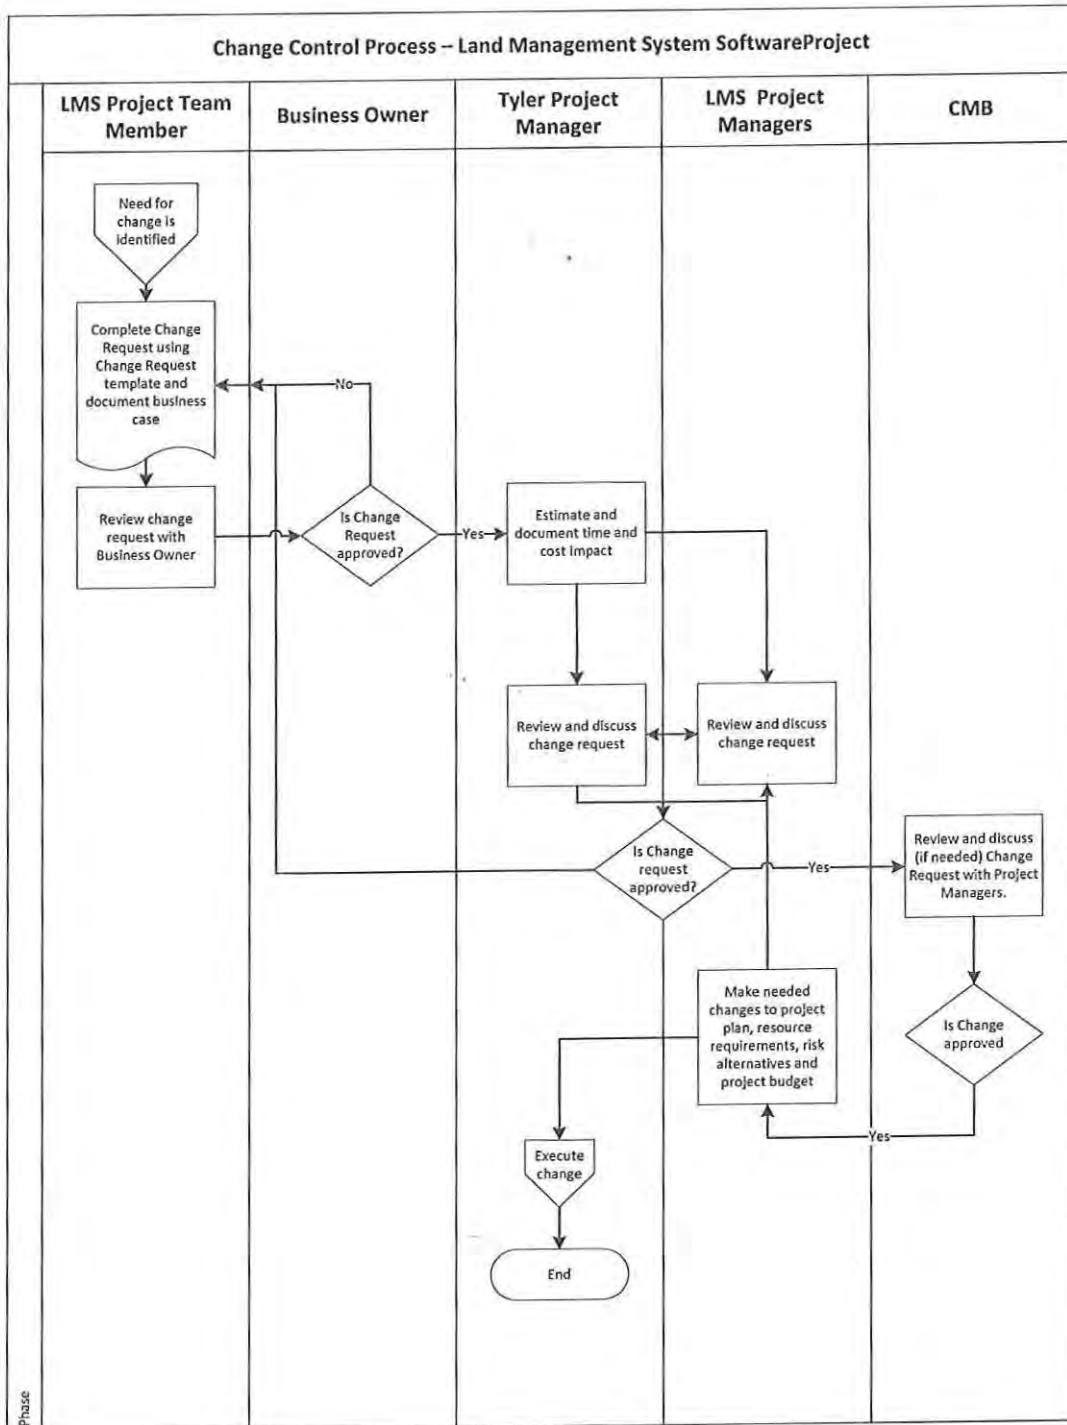 Change Control Process – Land Management System SoftwareProject
LMS Project Team
Member
Business Owner
Tyler Project
Manager
LMS Project
Managers
CMB
Need for
change is
identified
Complete Change
Request using
Change Request
template and
document business
case
No
Review change
request with
Business Owner
Is Change
Request
approved?
Yes
Estimate and
document time and
cost impact
Review and discuss
change request
Review and discuss
change request
Is Change
request
approved?
Yes
Review and discuss
(if needed) Change
Request with Project
Managers.
Make needed
changes to project
plan, resource
requirements, risk
alternatives and
project budget
Is Change
approved
Yes
Execute
change
End
Phase